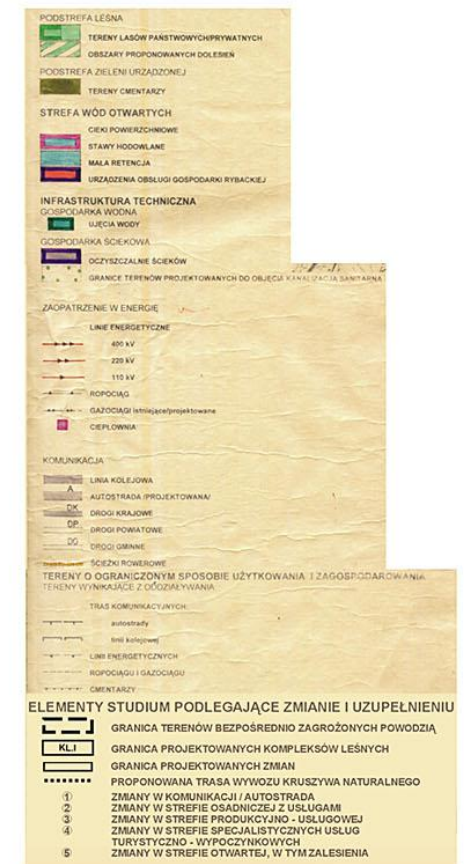 PODSTREFA LEŚNA
TERENY LASÓW PAŃSTWOWYCH/PRYWATNYCH
OBSZARY PROPONOWANYCH DOLESIEŃ
PODSTREFA ZIELENI URZĄDZONEJ
TERENY CMENTARZY
STREFA WÓD OTWARTYCH
CIEKI POWIERZCHNIOWE
STAWY HODOWLANE
MAŁA RETENCJA
URZĄDZENIA OBSŁUGI GOSPODARKI RYBACKIEJ
INFRASTRUKTURA TECHNICZNA
GOSPODARKA WODNA
UJĘCIA WODY
GOSPODARKA ŚCIEKOWA
OCZYSZCZALNIE ŚCIEKÓW
GRANICE TERENÓW PROJEKTOWANYCH DO OBJĘCIA KANALIZACJĄ SANITARNĄ
ZAOPATRZENIE W ENERGIĘ
LINIE ENERGETYCZNE
400 kV
220 kV
110 kV
ROPOCIĄG
GAZOCIĄGI istniejące/projektowane
CIEPŁOWNIA
KOMUNIKACJA
LINIA KOLEJOWA
A AUTOSTRADA /PROJEKTOWANA/
DK DROGI KRAJOWE
DP DROGI POWIATOWE
DG DROGI GMINNE
ŚCIEŻKI ROWEROWE
TERENY O OGRANICZONYM SPOSOBIE UŻYTKOWANIA I ZAGOSPODAROWANIA
TERENY WYNIKAJĄCE Z ODDZIAŁYWANIA
TRAS KOMUNIKACYJNYCH
autostrady
linii kolejowej
LINII ENERGETYCZNYCH
ROPOCIĄGU I GAZOCIĄGU
CMENTARZY
ELEMENTY STUDIUM PODLEGAJĄCE ZMIANIE I UZUPEŁNIENIU
GRANICA TERENÓW BEZPOŚREDNIO ZAGROŻONYCH POWODZIĄ
KL.I GRANICA PROJEKTOWANYCH KOMPLEKSÓW LEŚNYCH
GRANICA PROJEKTOWANYCH ZMIAN
PROPONOWANA TRASA WYWOZU KRUSZYWA NATURALNEGO
① ZMIANY W KOMUNIKACJI / AUTOSTRADA
② ZMIANY W STREFIE OSADNICZEJ Z USŁUGAMI
③ ZMIANY W STREFIE PRODUKCYJNO - USŁUGOWEJ
④ ZMIANY W STREFIE SPECJALISTYCZNYCH USŁUG
TURYSTYCZNO - WYPOCZYNKOWYCH
⑤ ZMIANY W STREFIE OTWARTEJ, W TYM ZALESIENIA